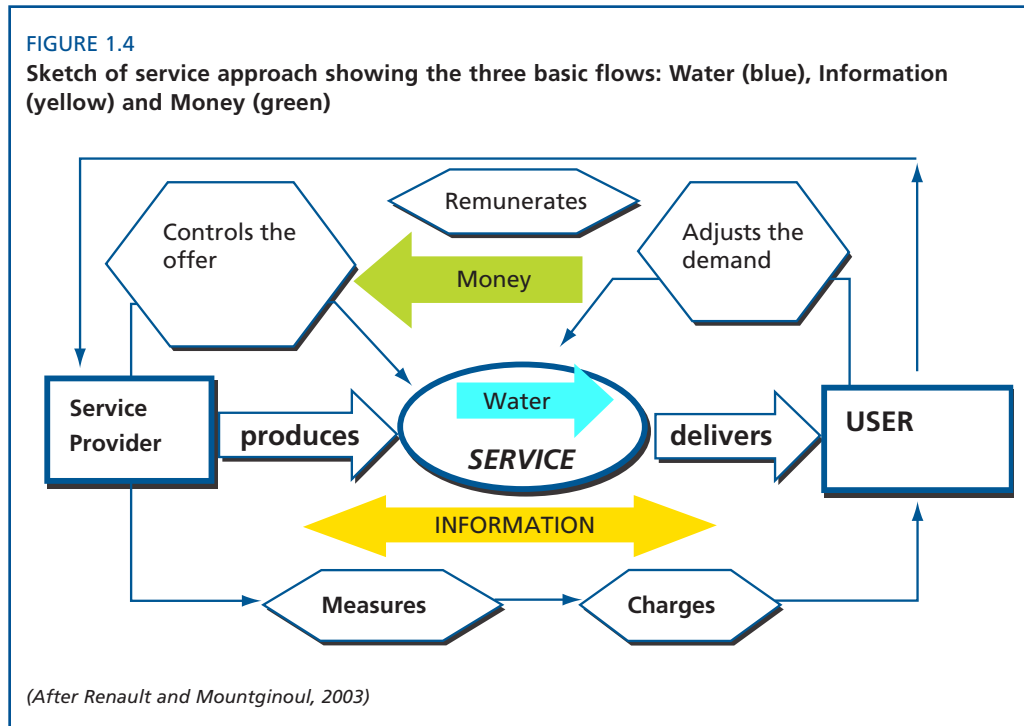 FIGURE 1.4
Sketch of service approach showing the three basic flows: Water (blue), Information
(yellow) and Money (green)
Remunerates
Controls the
offer
Adjusts the
demand
Money
Service
Provider
produces
Water
SERVICE
delivers
USER
INFORMATION
Measures
Charges
(After Renault and Mountginoul, 2003)